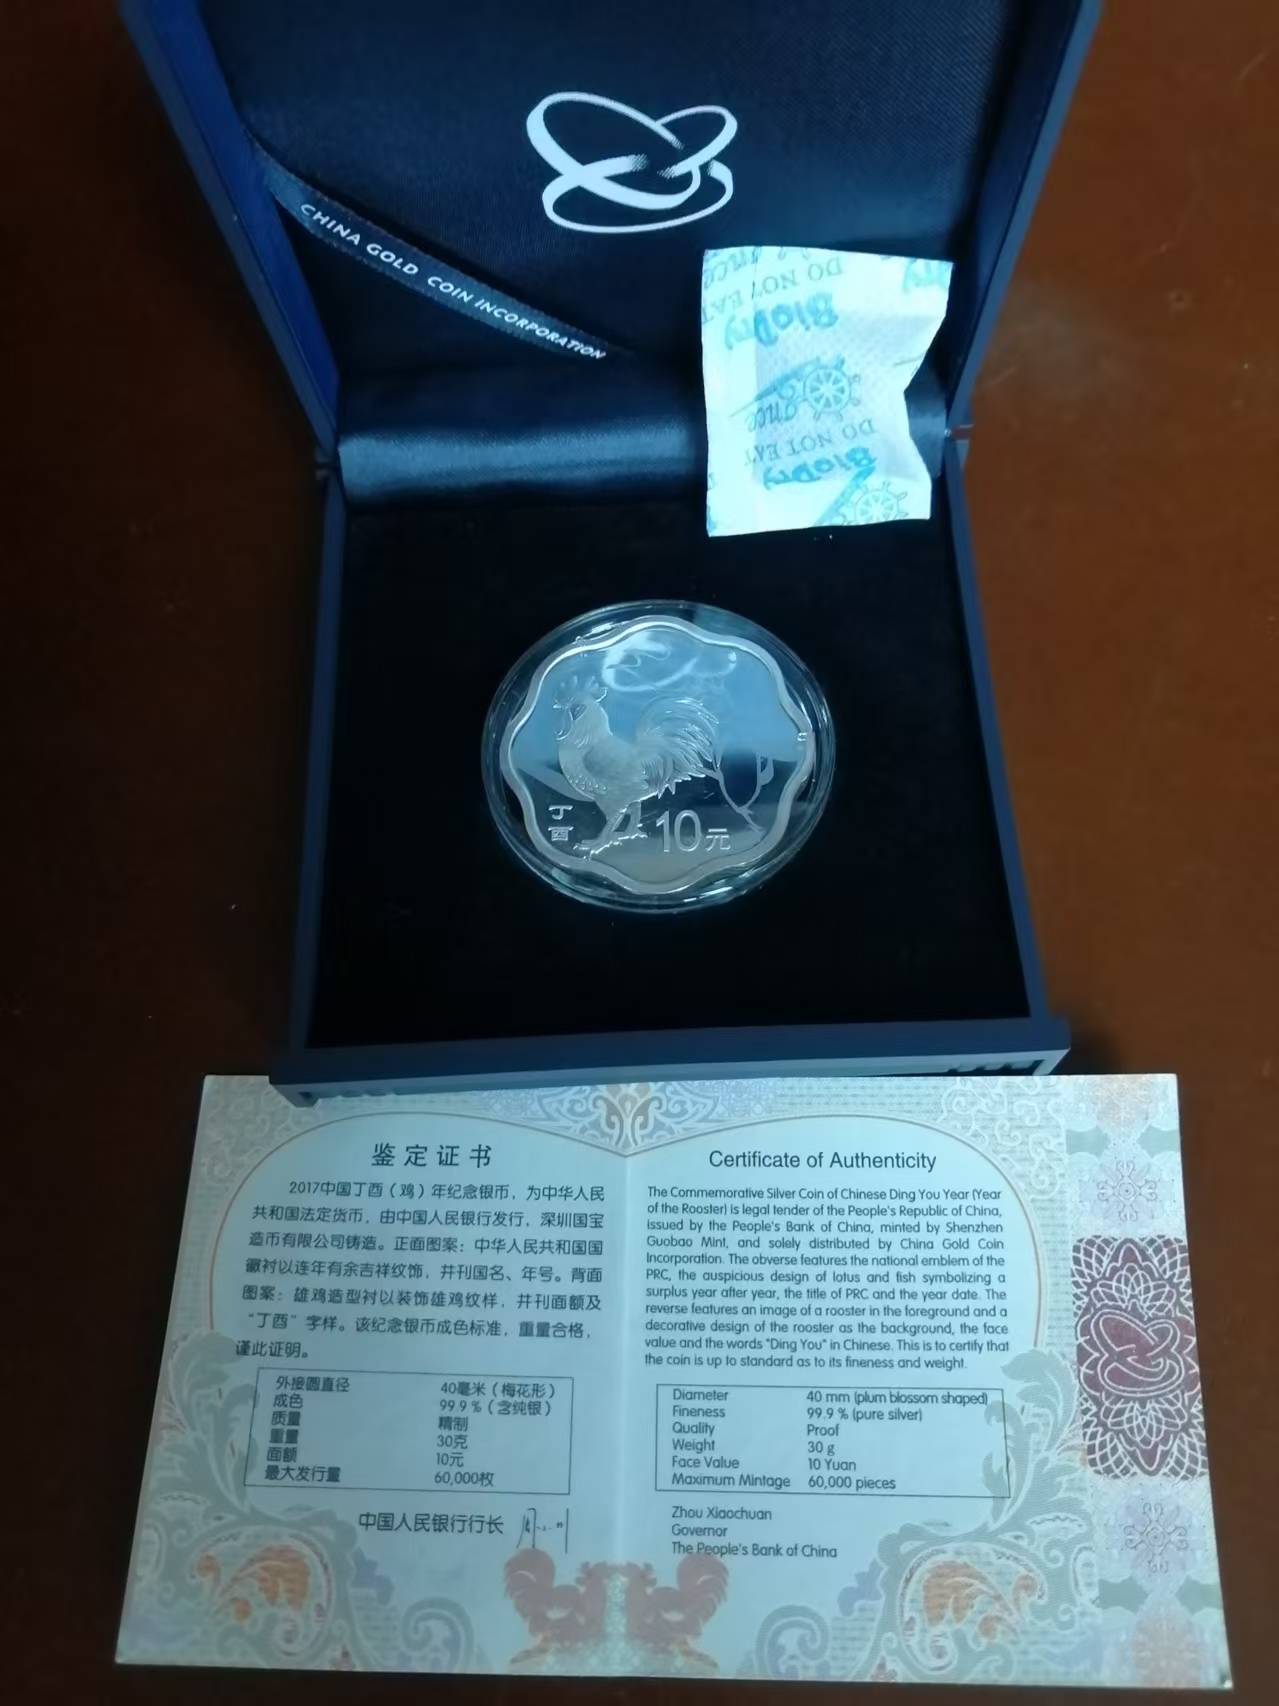 CHINA GOLD COIN INCORPORATION
DO NOT EAT
BioDry
ance
DO NOT EAT
BioDry
丁
酉
10元
鉴定证书
2017中国丁酉（鸡）年纪念银币，为中华人民
共和国法定货币，由中国人民银行发行，深圳国宝
造币有限公司铸造。正面图案：中华人民共和国国
徽衬以连年有余吉祥纹饰，并刊国名、年号。背面
图案：雄鸡造型衬以装饰雄鸡纹样，并刊面额及
“丁酉”字样。该纪念银币成色标准，重量合格，
谨此证明。
外接圆直径 40毫米（梅花形）
成色 99.9％（含纯银）
质量 精制
重量 30克
面额 10元
最大发行量 60,000枚
中国人民银行行长
Certificate of Authenticity
The Commemorative Silver Coin of Chinese Ding You Year (Year
of the Rooster) is legal tender of the People's Republic of China,
issued by the People's Bank of China, minted by Shenzhen
Guobao Mint, and solely distributed by China Gold Coin
Incorporation. The obverse features the national emblem of the
PRC, the auspicious design of lotus and fish symbolizing a
surplus year after year, the title of PRC and the year date. The
reverse features an image of a rooster in the foreground and a
decorative design of the rooster as the background, the face
value and the words "Ding You" in Chinese. This is to certify that
the coin is up to standard as to its fineness and weight.
Diameter 40 mm (plum blossom shaped)
Fineness 99.9 % (pure silver)
Quality Proof
Weight 30 g
Face Value 10 Yuan
Maximum Mintage 60,000 pieces
Zhou Xiaochuan
Governor
The People's Bank of China